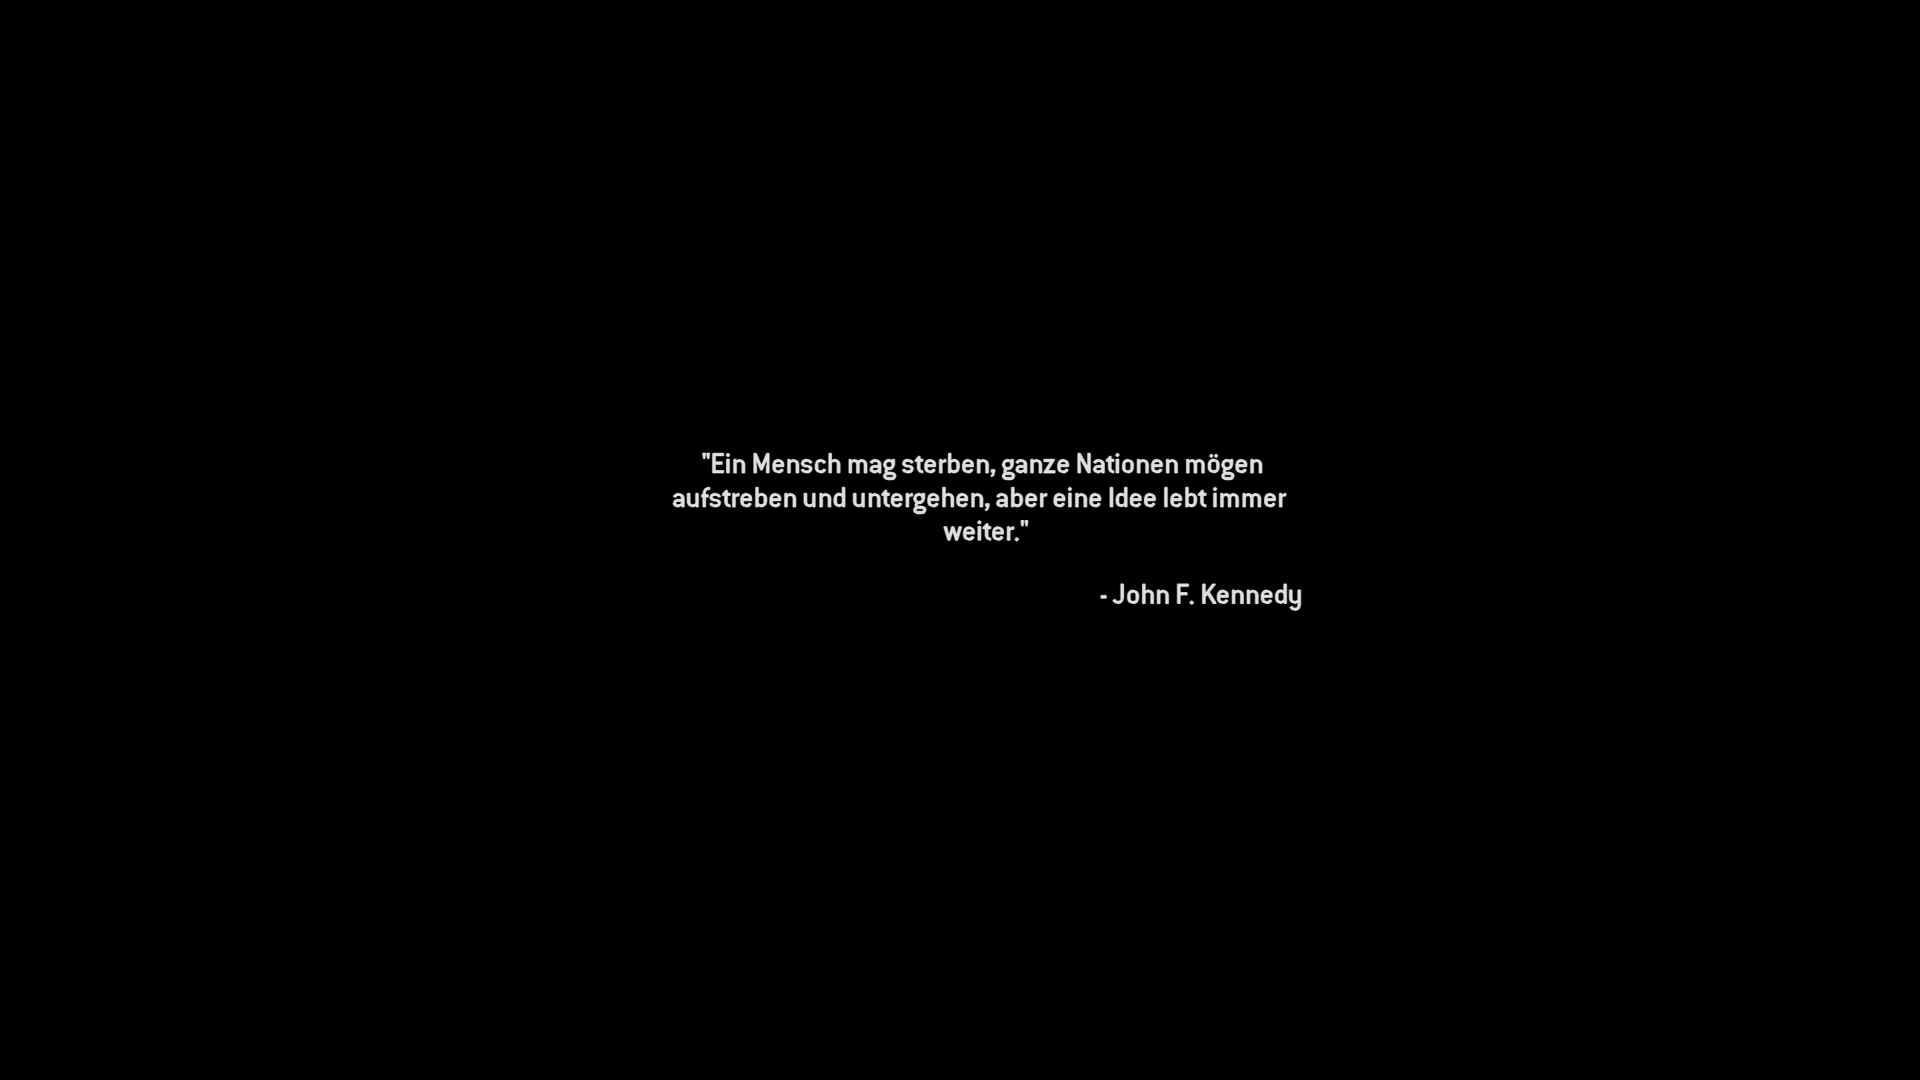 "Ein Mensch mag sterben, ganze Nationen mögen
aufstreben und untergehen, aber eine Idee lebt immer
weiter."
- John F. Kennedy